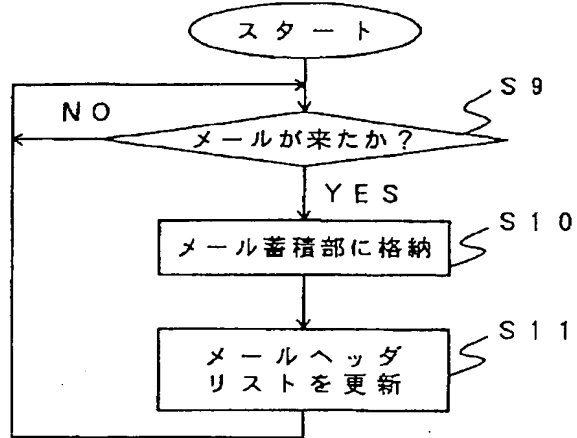 スタート
S9
NO
メールが来たか？
YES
S10
メール蓄積部に格納
S11
メールヘッダ
リストを更新